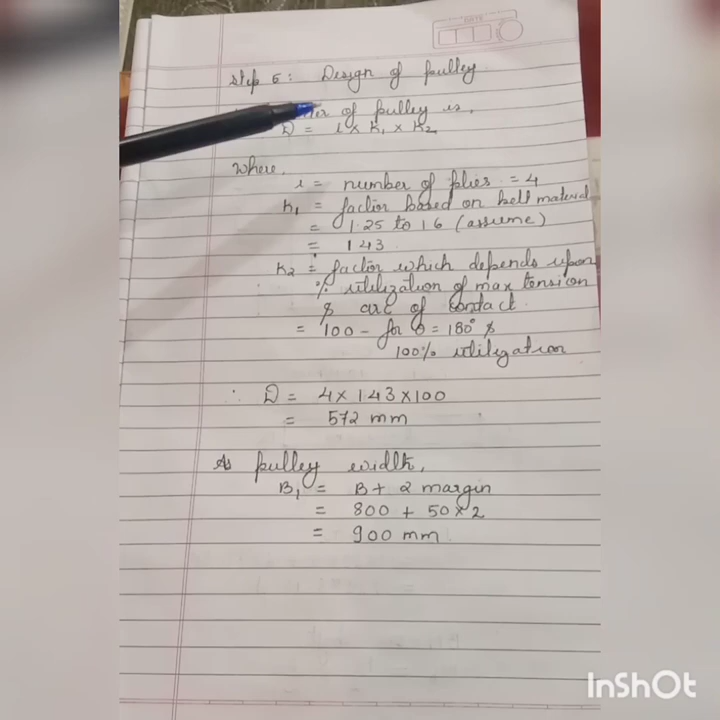 DATE
Step 5: Design of pulley
of pulley is,
D = i x K1 x K2
where,
i = number of plies = 4
K1 = factor based on belt material
= 1.25 to 1.6 (assume)
= 1.43
K2 = factor which depends upon
% utilization of max tension
& arc of contact.
= 100 - for θ = 180° &
100% utilization
∴ D = 4 x 1.43 x 100
= 572 mm
As pulley width,
B1 = B + 2 margin
= 800 + 50 x 2
= 900 mm
InShOt